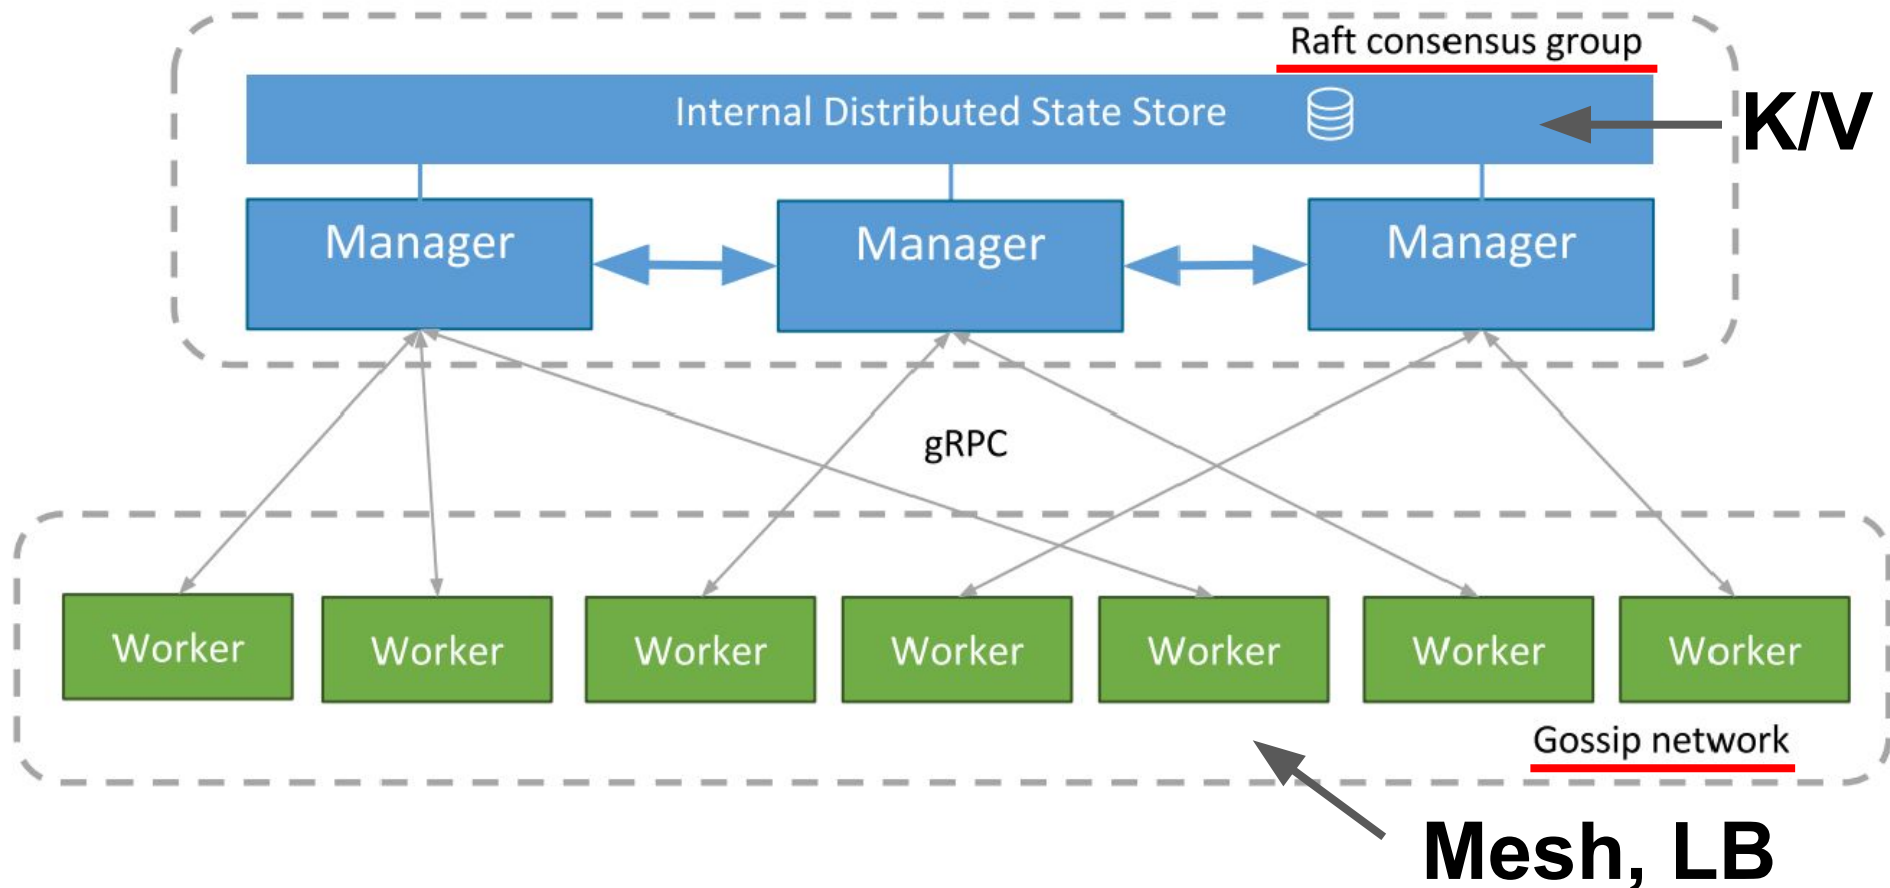 Raft consensus group
Internal Distributed State Store
K/V
Manager Manager Manager
gRPC
Worker Worker Worker Worker Worker Worker Worker
Gossip network
Mesh, LB